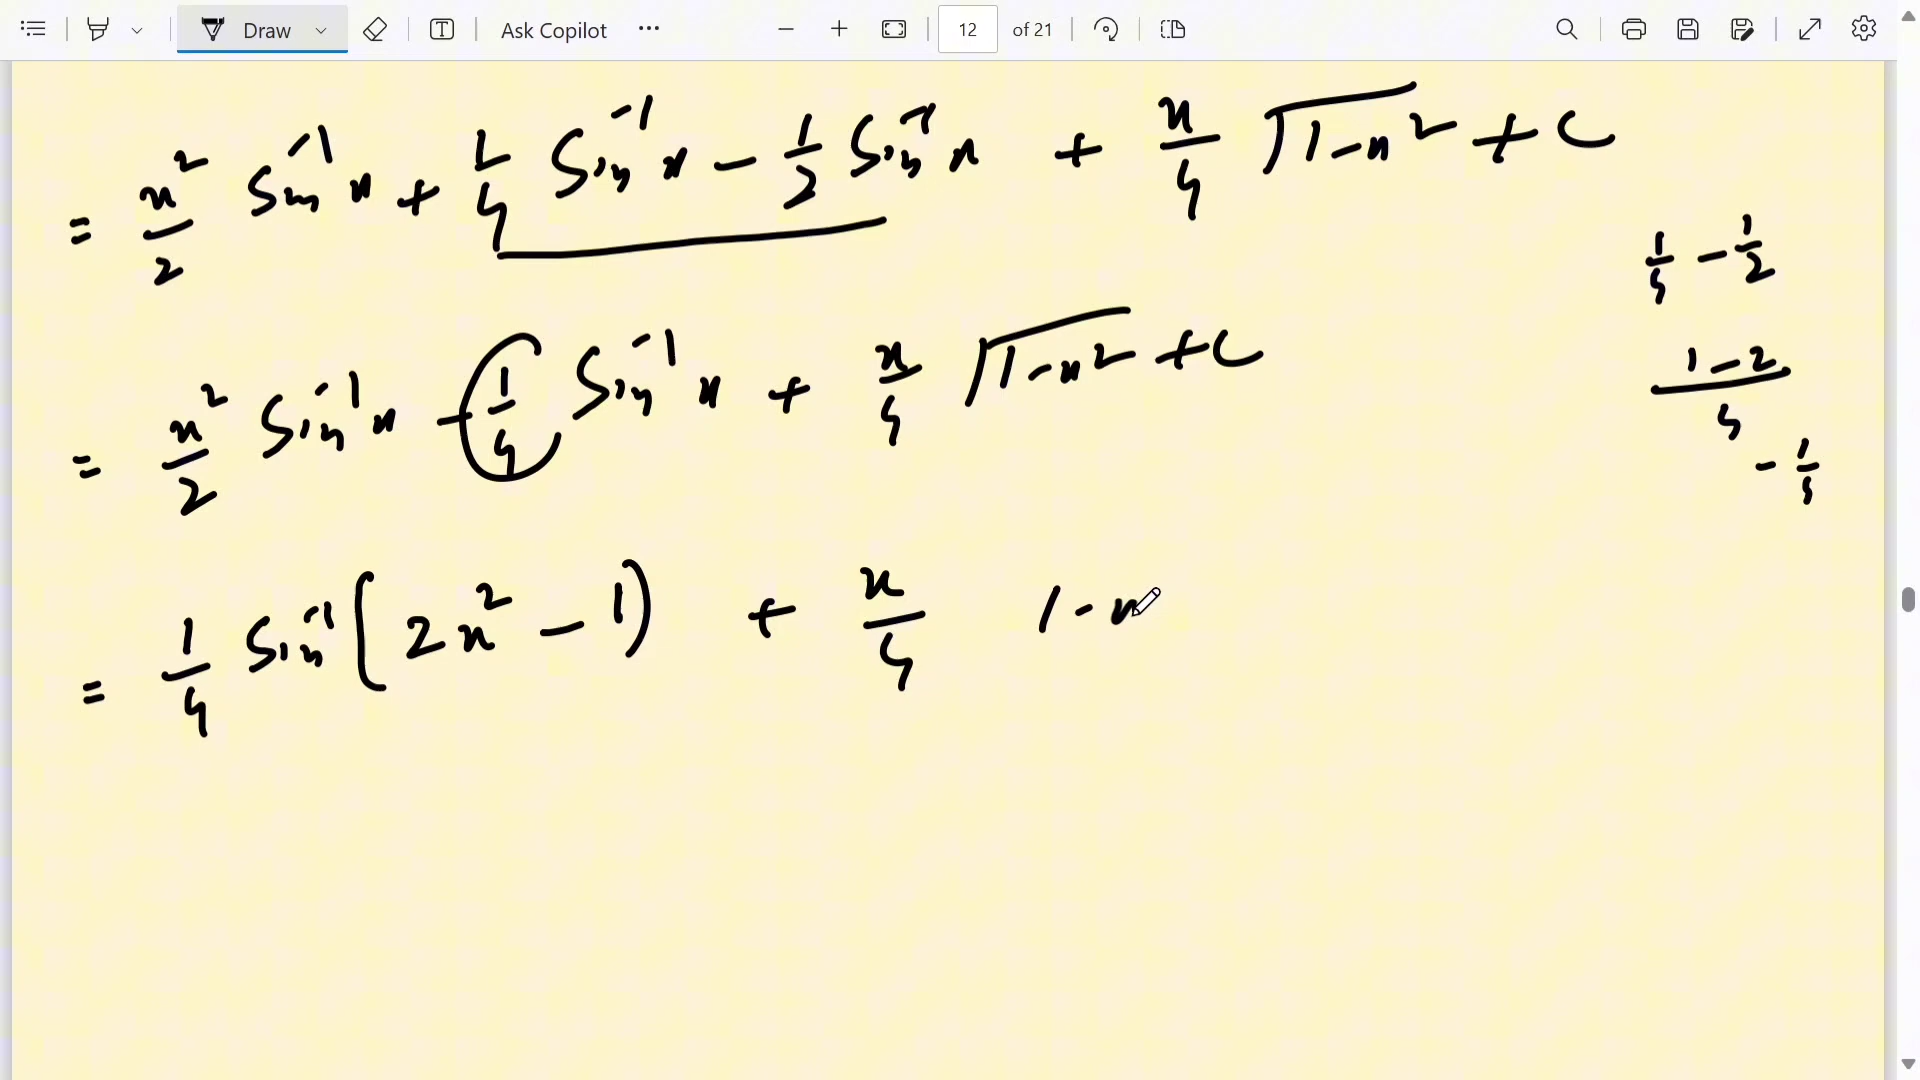 Draw Ask Copilot 12 of 21
= x²/2 Sin⁻¹x + 1/4 Sin⁻¹x - 1/2 Sin⁻¹x + x/4 √(1-x²) + C
1/4 - 1/2
= x²/2 Sin⁻¹x - 1/4 Sin⁻¹x + x/4 √(1-x²) + C
(1-2)/4
- 1/4
= 1/4 Sin⁻¹[2x² - 1) + x/4 1-x